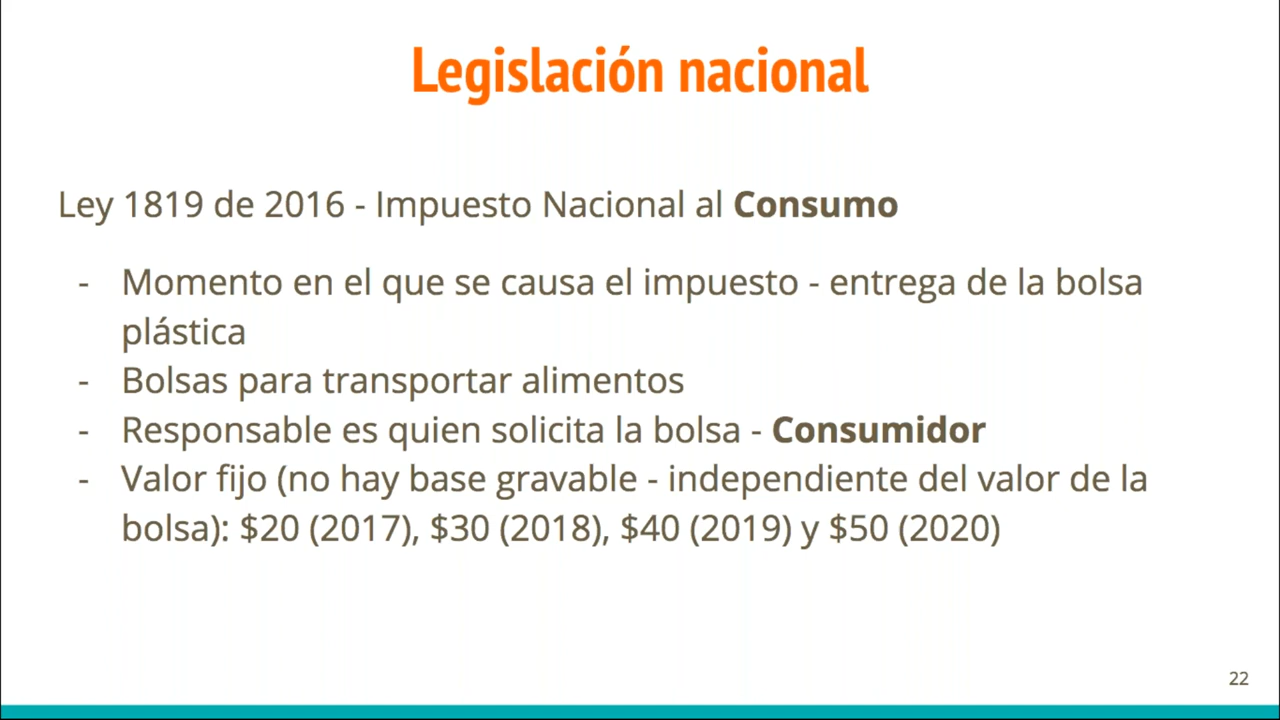 Legislación nacional
Ley 1819 de 2016 - Impuesto Nacional al Consumo
- Momento en el que se causa el impuesto - entrega de la bolsa
plástica
- Bolsas para transportar alimentos
- Responsable es quien solicita la bolsa - Consumidor
- Valor fijo (no hay base gravable - independiente del valor de la
bolsa): $20 (2017), $30 (2018), $40 (2019) y $50 (2020)
22